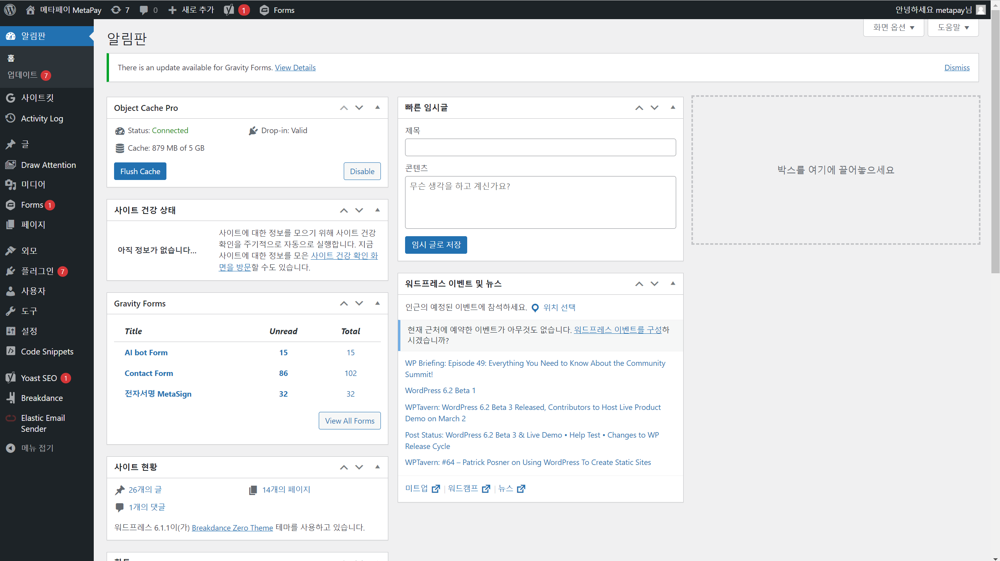 메타페이 MetaPay
7
0
새로 추가
1
Forms
안녕하세요 metapay님
알림판
홈
업데이트 7
사이트킷
Activity Log
글
Draw Attention
미디어
Forms 1
페이지
외모
플러그인 7
사용자
도구
설정
Code Snippets
Yoast SEO 1
Breakdance
Elastic Email
Sender
메뉴 접기
화면 옵션
도움말
알림판
There is an update available for Gravity Forms. View Details
Dismiss
Object Cache Pro
Status: Connected
Drop-in: Valid
Cache: 879 MB of 5 GB
Flush Cache
Disable
사이트 건강 상태
아직 정보가 없습니다...
사이트에 대한 정보를 모으기 위해 사이트 건강
확인을 주기적으로 자동으로 실행합니다. 지금
사이트에 대한 정보를 모은 사이트 건강 확인 화
면을 방문할 수도 있습니다.
Gravity Forms
Title Unread Total
AI bot Form 15 15
Contact Form 86 102
전자서명 MetaSign 32 32
View All Forms
사이트 현황
26개의 글
14개의 페이지
1개의 댓글
워드프레스 6.1.1이(가) Breakdance Zero Theme 테마를 사용하고 있습니다.
빠른 임시글
제목
콘텐츠
무슨 생각을 하고 계신가요?
임시 글로 저장
워드프레스 이벤트 및 뉴스
인근의 예정된 이벤트에 참석하세요. 위치 선택
현재 근처에 예약한 이벤트가 아무것도 없습니다. 워드프레스 이벤트를 구성하
시겠습니까?
WP Briefing: Episode 49: Everything You Need to Know About the Community
Summit!
WordPress 6.2 Beta 1
WPTavern: WordPress 6.2 Beta 3 Released, Contributors to Host Live Product
Demo on March 2
Post Status: WordPress 6.2 Beta 3 & Live Demo • Help Test • Changes to WP
Release Cycle
WPTavern: #64 – Patrick Posner on Using WordPress To Create Static Sites
미트업 | 워드캠프 | 뉴스
박스를 여기에 끌어놓으세요